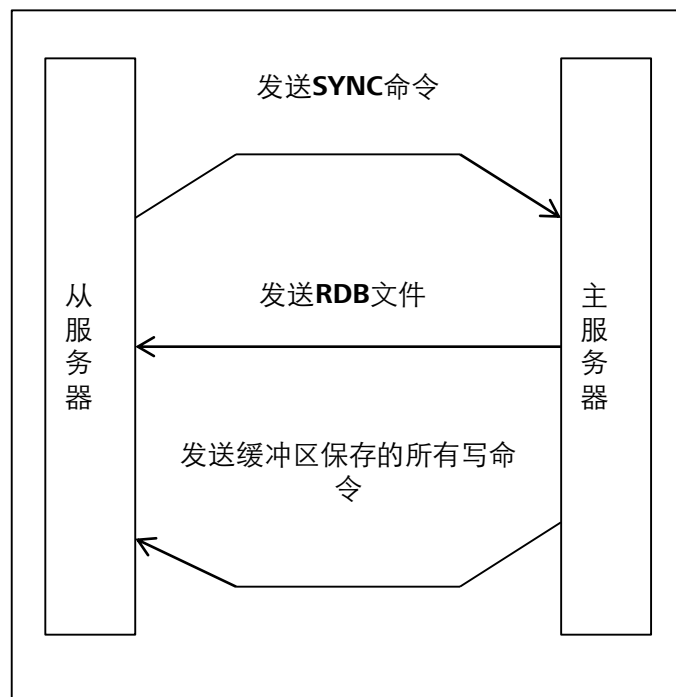 发送SYNC命令
发送RDB文件
从
服
务
器
主
服
务
器
发送缓冲区保存的所有写命
令